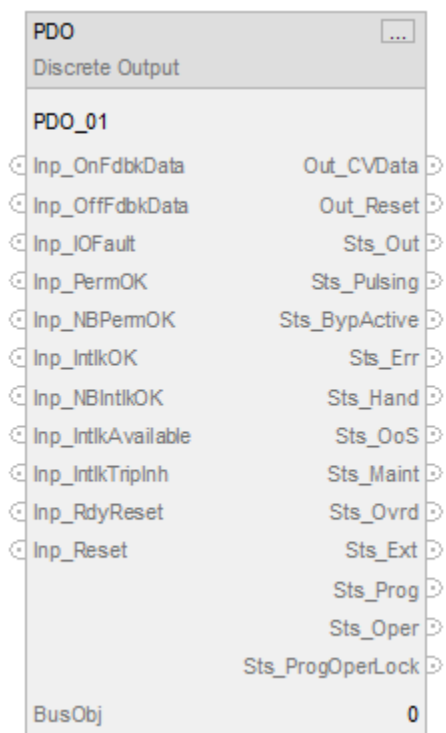 PDO ...
Discrete Output
PDO_01
Inp_OnFdbkData Out_CVData
Inp_OffFdbkData Out_Reset
Inp_IOFault Sts_Out
Inp_PermOK Sts_Pulsing
Inp_NBPermOK Sts_BypActive
Inp_IntlkOK Sts_Err
Inp_NBIntlkOK Sts_Hand
Inp_IntlkAvailable Sts_OoS
Inp_IntlkTripInh Sts_Maint
Inp_RdyReset Sts_Ovrd
Inp_Reset Sts_Ext
Sts_Prog
Sts_Oper
Sts_ProgOperLock
BusObj 0